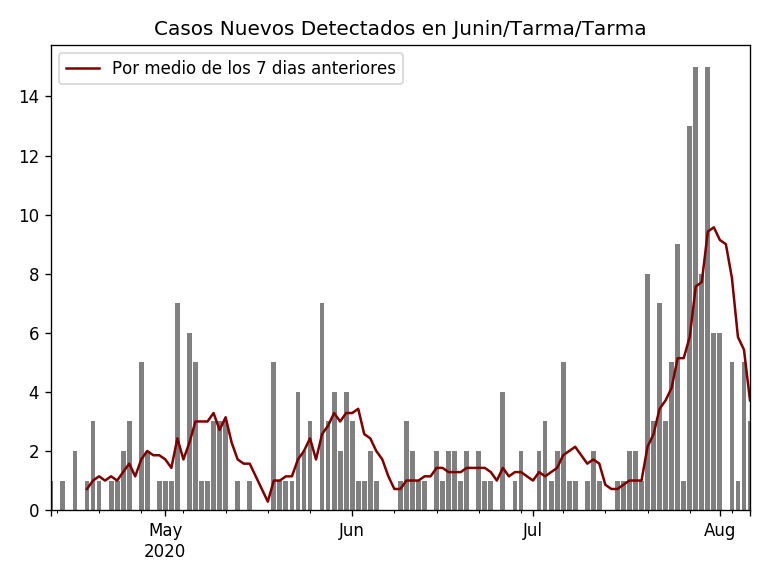 Casos Nuevos Detectados en Junin/Tarma/Tarma
Por medio de los 7 dias anteriores
14
12
10
8
6
4
2
0
May
2020
Jun
Jul
Aug